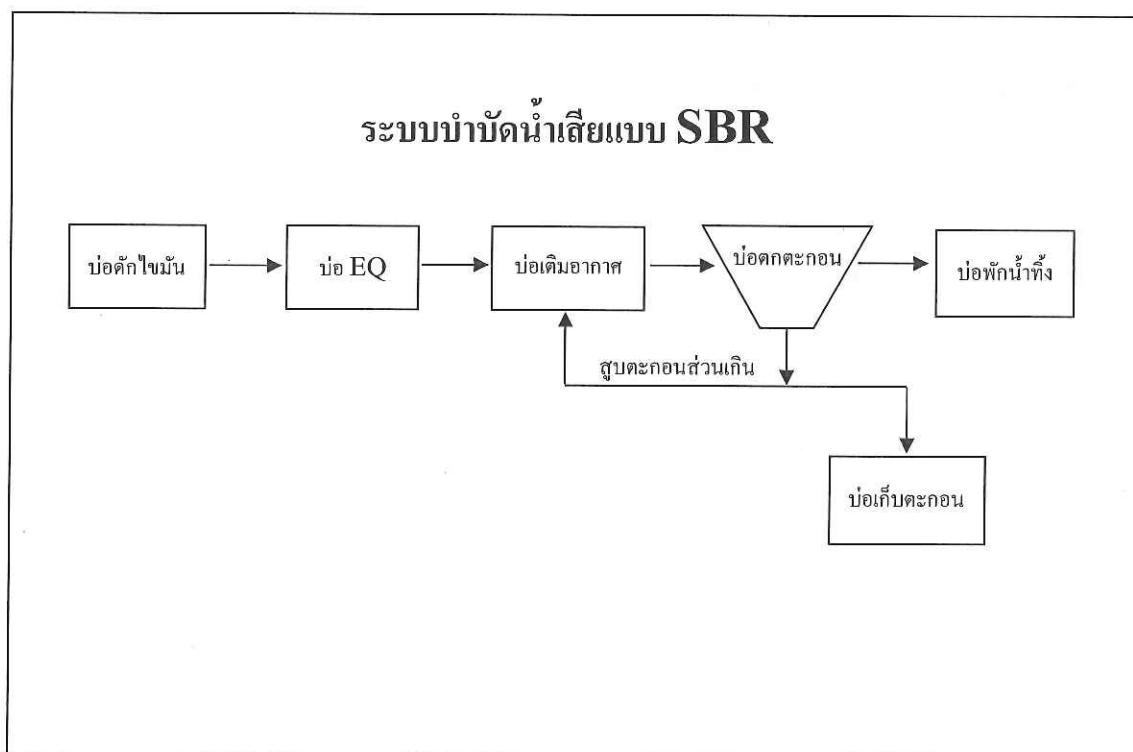 ระบบบำบัดน้ำเสียแบบ SBR
บ่อดักไขมัน
บ่อ EQ
บ่อเติมอากาศ
บ่อตกตะกอน
บ่อพักน้ำทิ้ง
สูบตะกอนส่วนเกิน
บ่อเก็บตะกอน